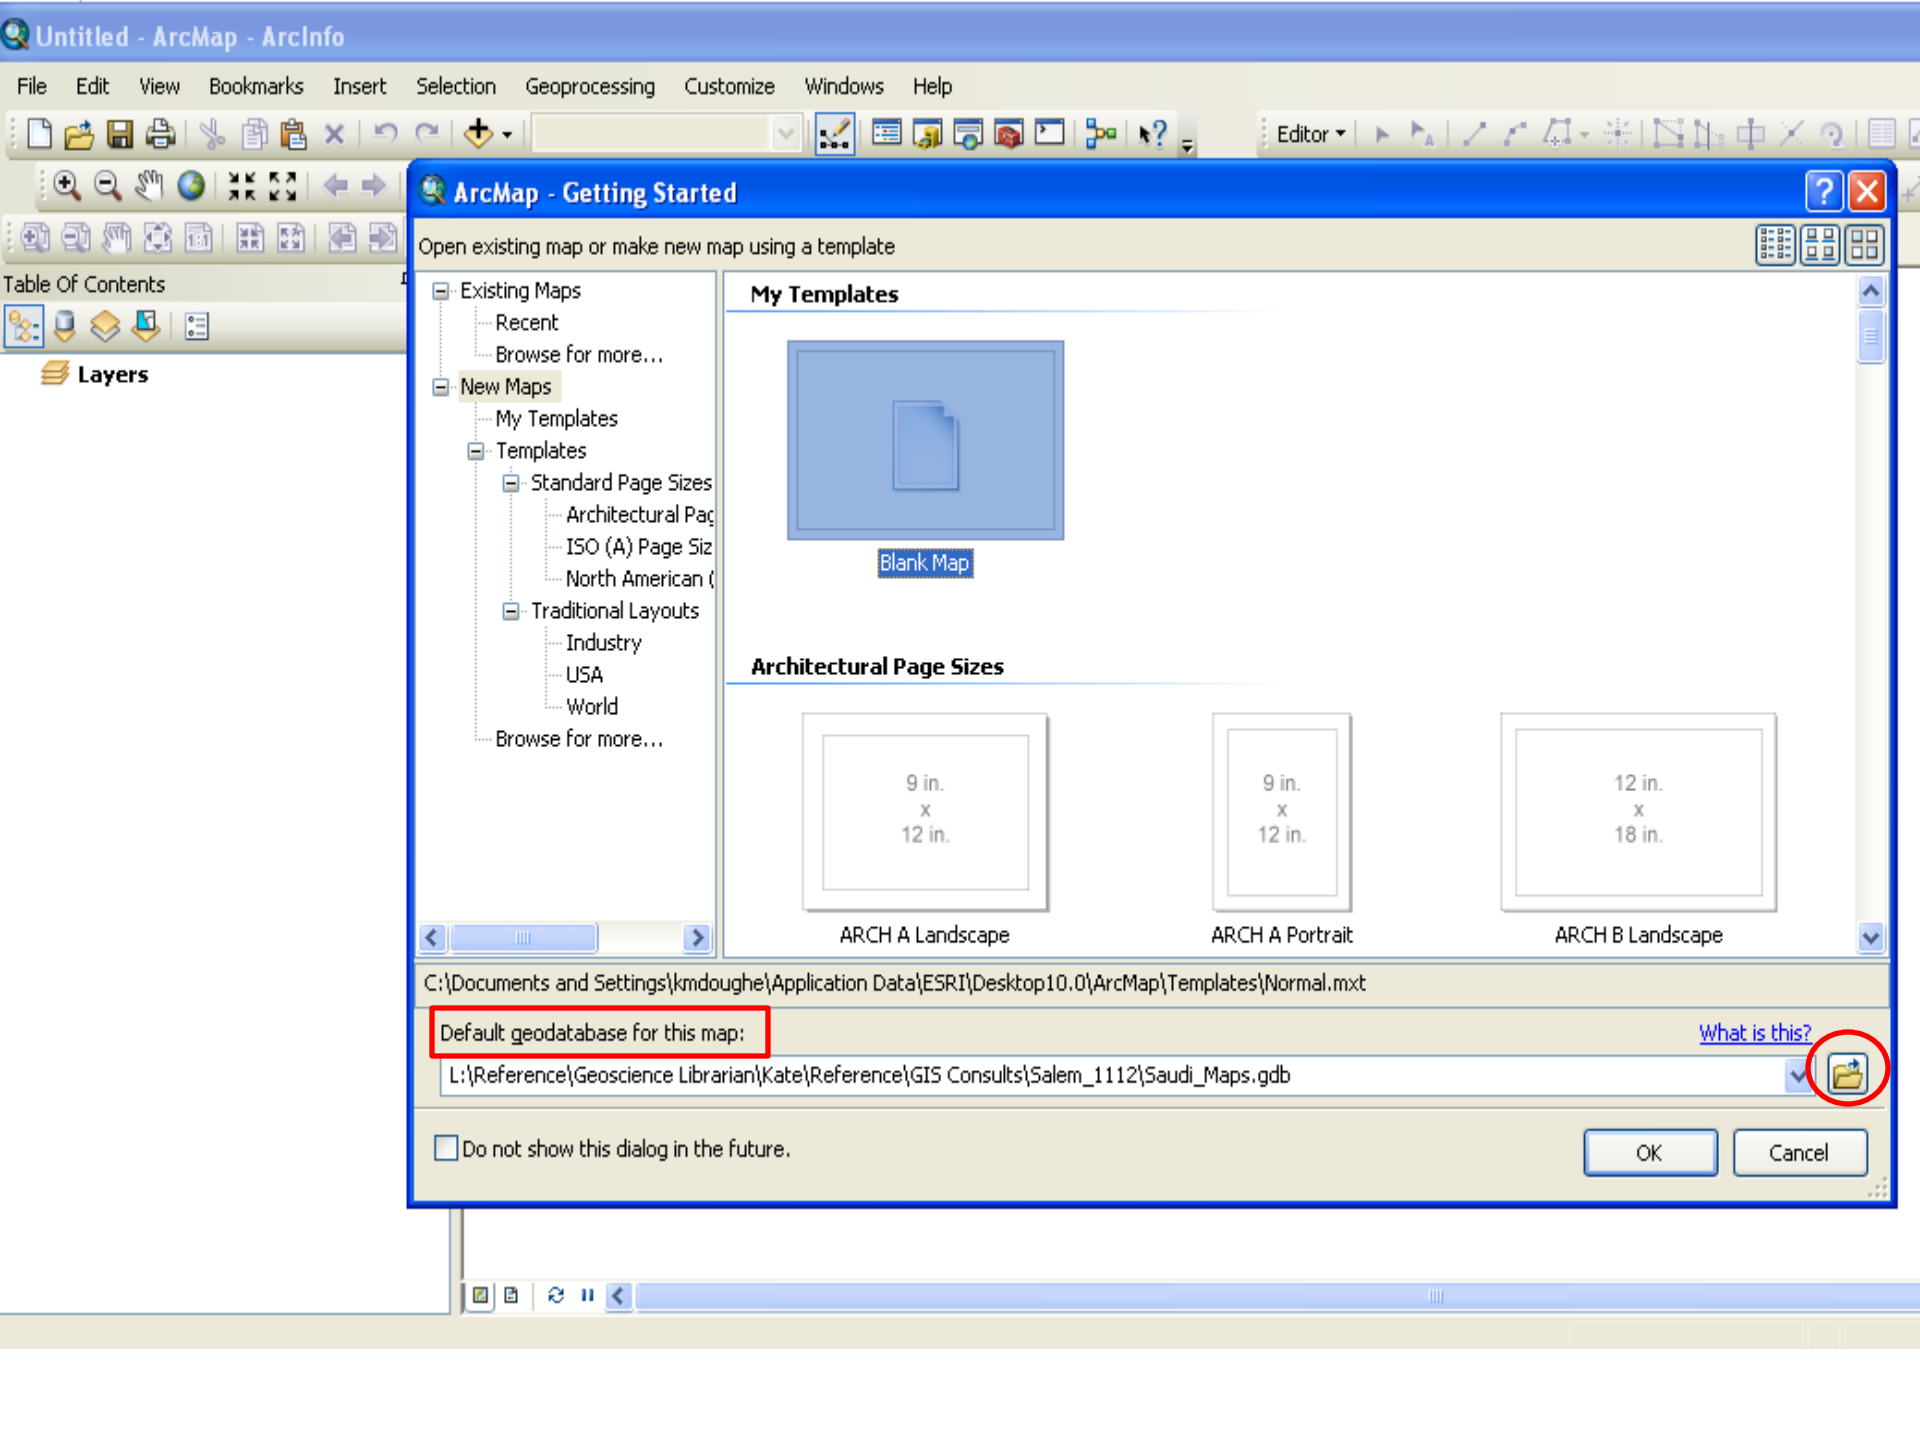 Untitled - ArcMap - ArcInfo
File Edit View Bookmarks Insert Selection Geoprocessing Customize Windows Help
Editor
ArcMap - Getting Started
Open existing map or make new map using a template
Table Of Contents
Layers
Existing Maps
Recent
Browse for more...
New Maps
My Templates
Templates
Standard Page Sizes
Architectural Pag
ISO (A) Page Siz
North American (
Traditional Layouts
Industry
USA
World
Browse for more...
My Templates
Blank Map
Architectural Page Sizes
9 in.
x
12 in.
ARCH A Landscape
9 in.
x
12 in.
ARCH A Portrait
12 in.
x
18 in.
ARCH B Landscape
C:\Documents and Settings\kmdoughe\Application Data\ESRI\Desktop10.0\ArcMap\Templates\Normal.mxt
Default geodatabase for this map:
What is this?
L:\Reference\Geoscience Librarian\Kate\Reference\GIS Consults\Salem_1112\Saudi_Maps.gdb
Do not show this dialog in the future.
OK
Cancel